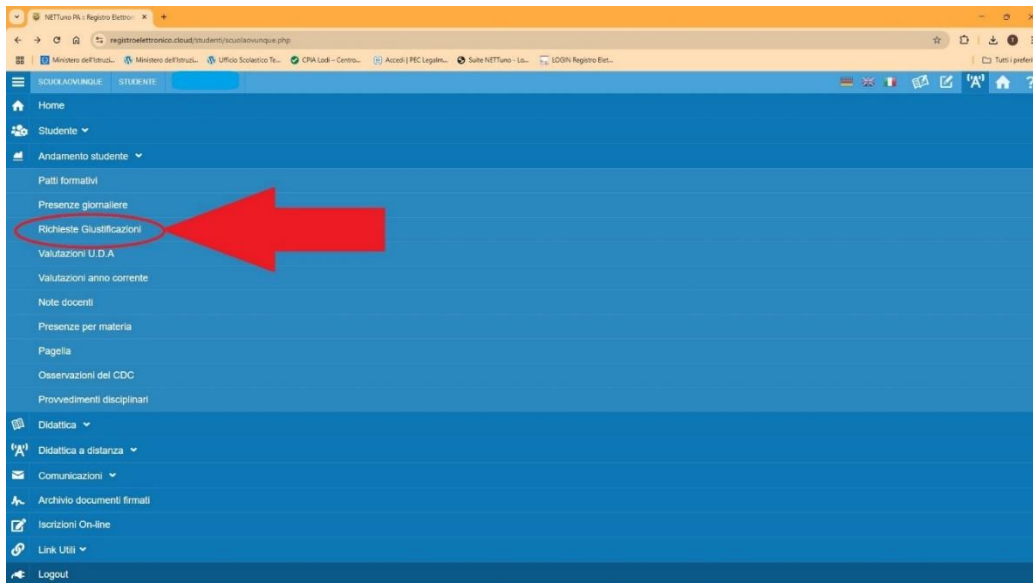 NETTuno PA :: Registro Elettron
registroelettronico.cloud/studenti/scuolaovunque.php
Ministero dell'Istruzi... Ministero dell'Istruzi... Ufficio Scolastico Te... CPIA Lodi – Centro... Accedi | PEC Legalm... Suite NETTuno - Lo... LOGIN Registro Elet... Tutti i preferi
SCUOLAOVUNQUE STUDENTE
Home
Studente
Andamento studente
Patti formativi
Presenze giornaliere
Richieste Giustificazioni
Valutazioni U.D.A
Valutazioni anno corrente
Note docenti
Presenze per materia
Pagella
Osservazioni del CDC
Provvedimenti disciplinari
Didattica
Didattica a distanza
Comunicazioni
Archivio documenti firmati
Iscrizioni On-line
Link Utili
Logout